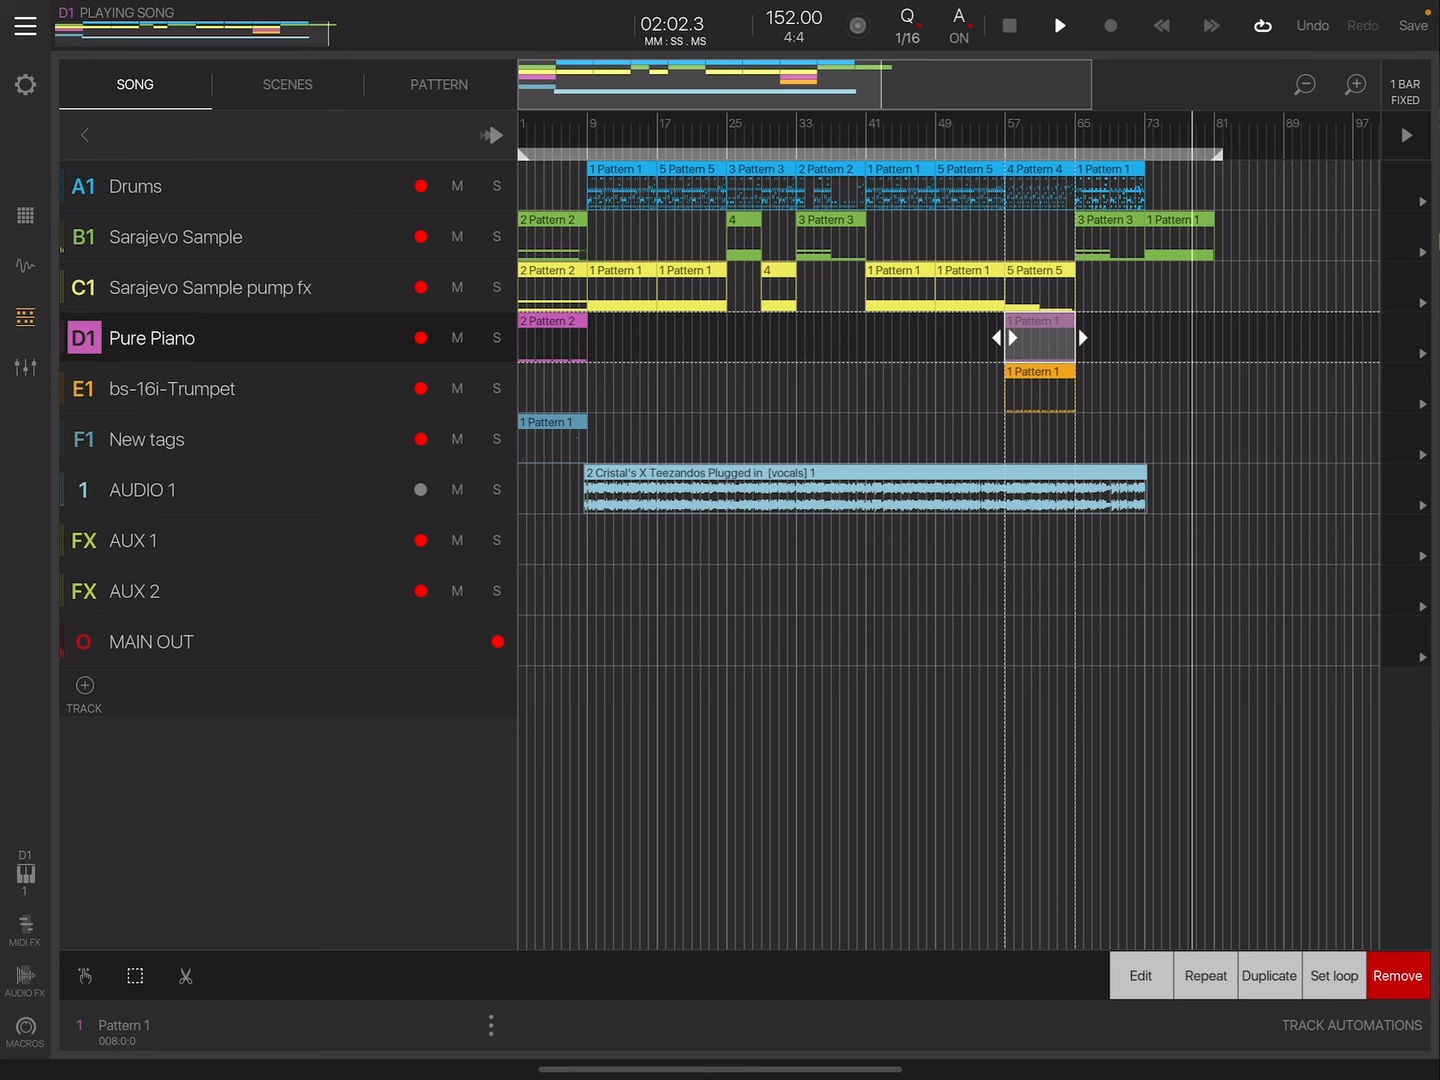 D1 PLAYING SONG
02:02.3
MM : SS . MS
152.00
4:4
Q
1/16
A
ON
Undo
Redo
Save
SONG
SCENES
PATTERN
1 BAR
FIXED
1
9
17
25
33
41
49
57
65
73
81
89
97
A1 Drums M S
1 Pattern 1
5 Pattern 5
3 Pattern 3
2 Pattern 2
1 Pattern 1
5 Pattern 5
4 Pattern 4
1 Pattern 1
B1 Sarajevo Sample M S
2 Pattern 2
4
3 Pattern 3
3 Pattern 3
1 Pattern 1
C1 Sarajevo Sample pump fx M S
2 Pattern 2
1 Pattern 1
1 Pattern 1
4
1 Pattern 1
1 Pattern 1
5 Pattern 5
D1 Pure Piano M S
2 Pattern 2
1 Pattern 1
E1 bs-16i-Trumpet M S
1 Pattern 1
F1 New tags M S
1 Pattern 1
1 AUDIO 1 M S
2 Cristal's X Teezandos Plugged in [vocals] 1
FX AUX 1 M S
FX AUX 2 M S
O MAIN OUT
TRACK
D1
1
MIDI FX
AUDIO FX
MACROS
Edit
Repeat
Duplicate
Set loop
Remove
1 Pattern 1
008:0:0
TRACK AUTOMATIONS